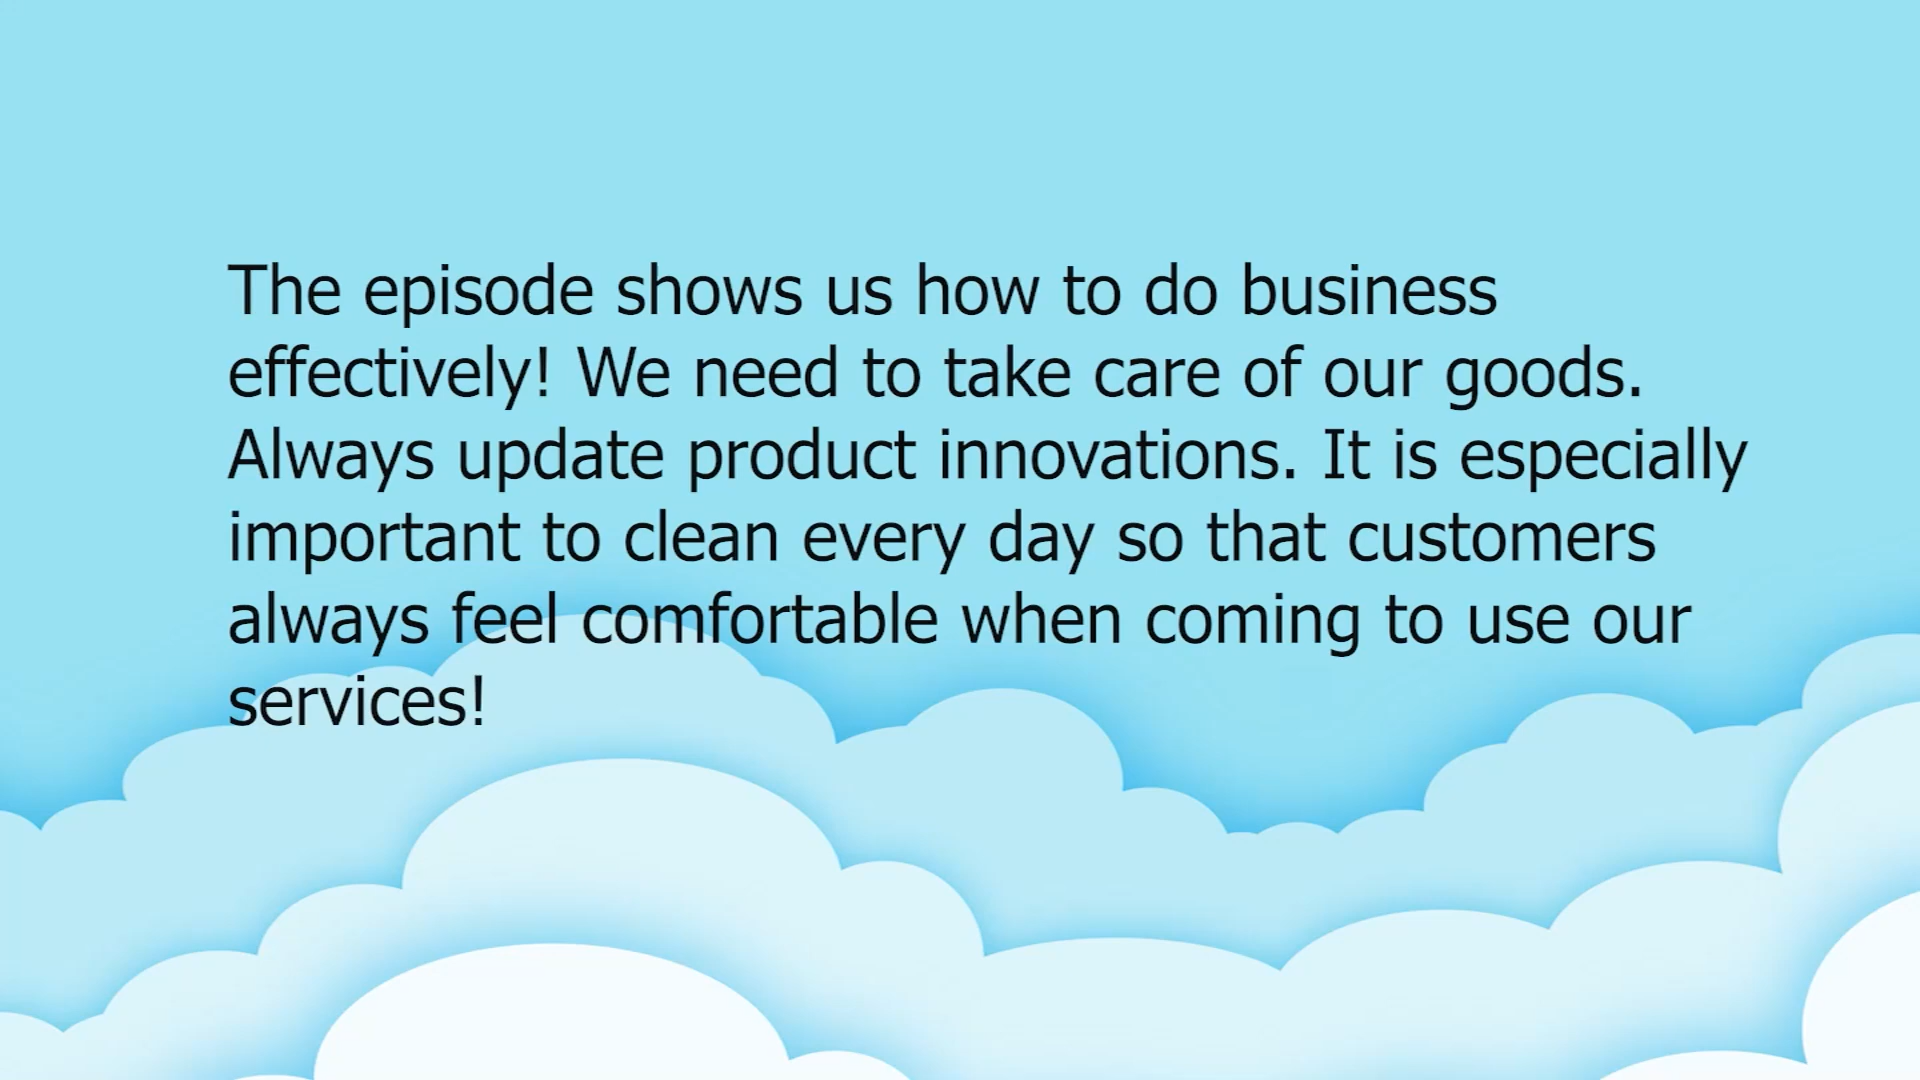 The episode shows us how to do business
effectively! We need to take care of our goods.
Always update product innovations. It is especially
important to clean every day so that customers
always feel comfortable when coming to use our
services!